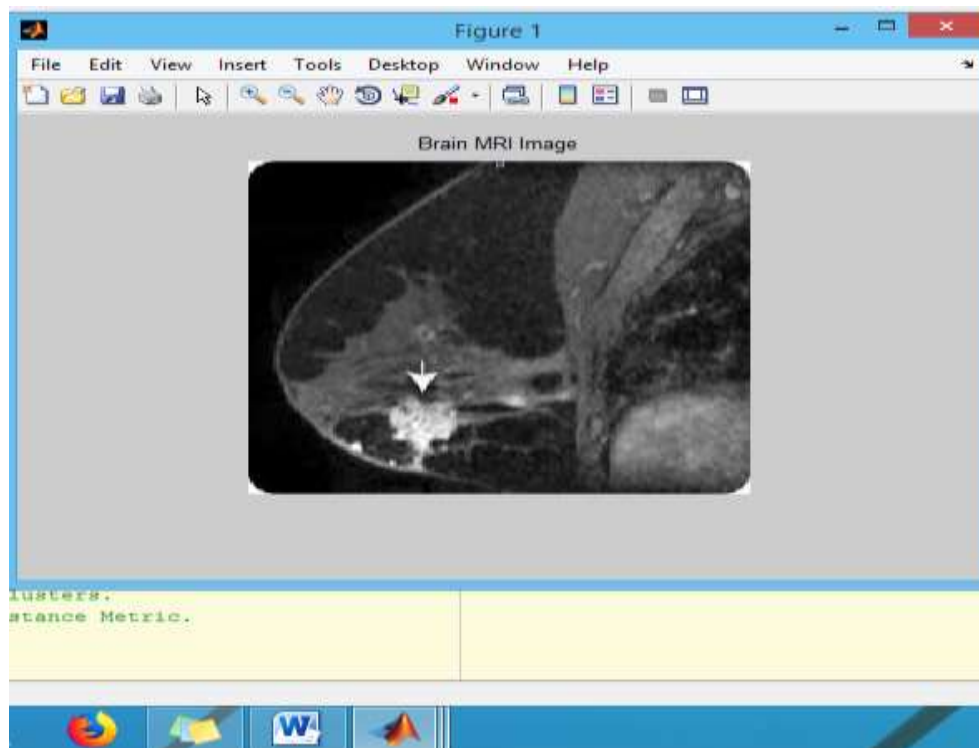 Figure 1
File Edit View Insert Tools Desktop Window Help
Brain MRI Image
lusters.
stance Metric.
W